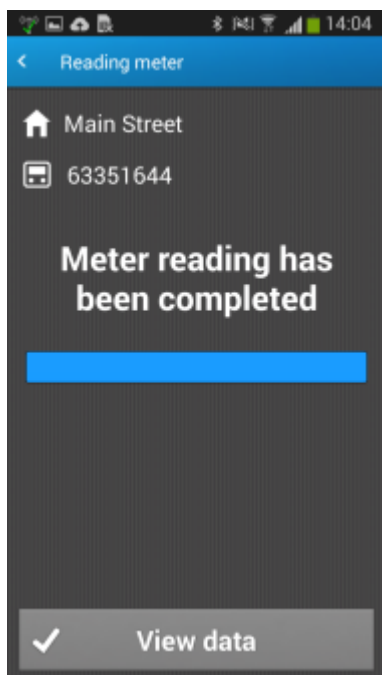 14:04
Reading meter
Main Street
63351644
Meter reading has
been completed
View data